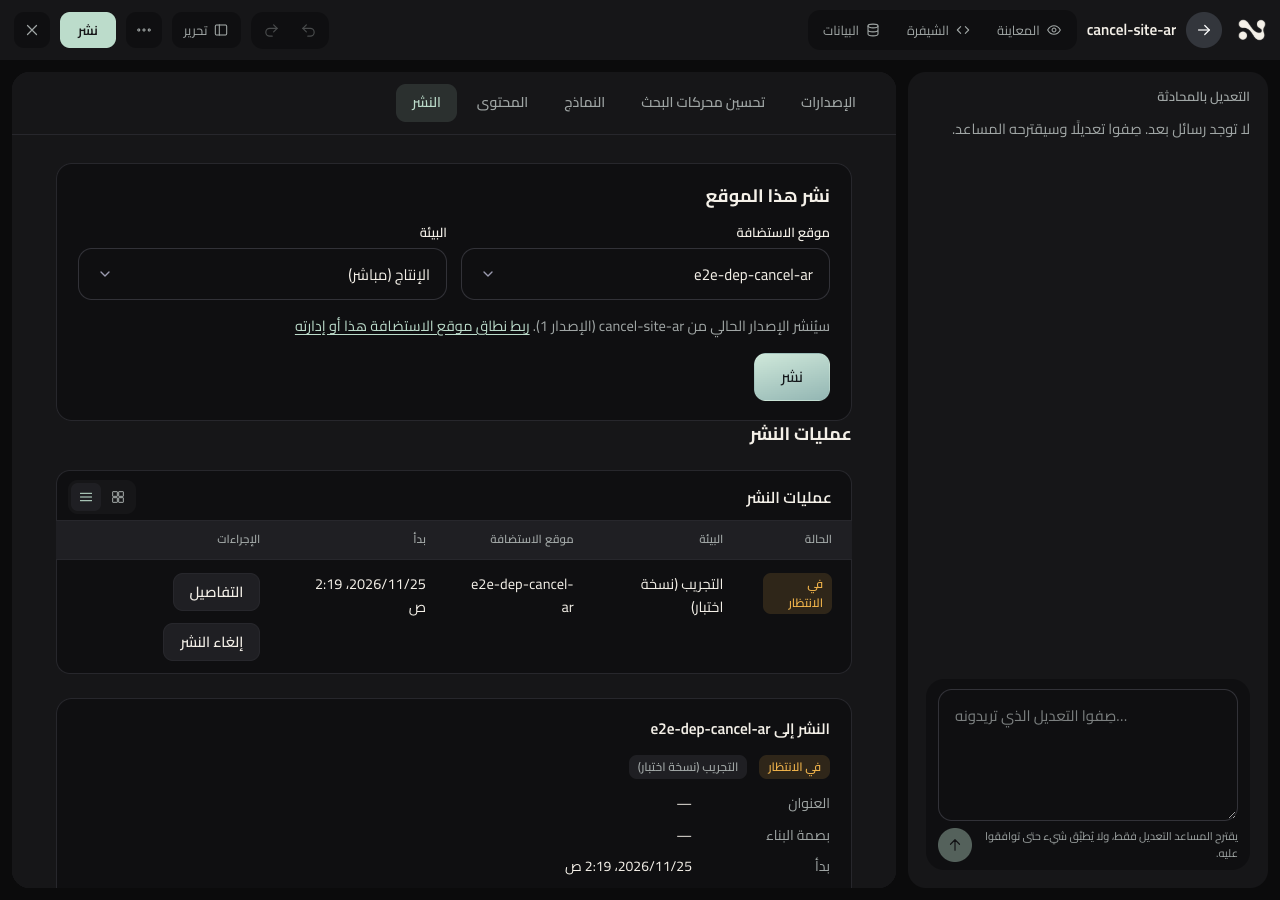 cancel-site-ar
المعاينة
الشيفرة
البيانات
تحرير
نشر
التعديل بالمحادثة
لا توجد رسائل بعد. صِفوا تعديلًا وسيقترحه المساعد.
صِفوا التعديل الذي تريدونه...
يقترح المساعد التعديل فقط، ولا يُطبَّق شيء حتى توافقوا
عليه.
الإصدارات
تحسين محركات البحث
النماذج
المحتوى
النشر
نشر هذا الموقع
موقع الاستضافة
البيئة
e2e-dep-cancel-ar
الإنتاج (مباشر)
سيُنشر الإصدار الحالي من cancel-site-ar (الإصدار 1). ربط نطاق موقع الاستضافة هذا أو إدارته
نشر
عمليات النشر
عمليات النشر
الحالة
البيئة
موقع الاستضافة
بدأ
الإجراءات
في
الانتظار
التجريب (نسخة
اختبار)
e2e-dep-cancel-
ar
2026/11/25، 2:19
ص
التفاصيل
إلغاء النشر
النشر إلى e2e-dep-cancel-ar
في الانتظار
التجريب (نسخة اختبار)
العنوان
—
بصمة البناء
—
بدأ
2026/11/25، 2:19 ص